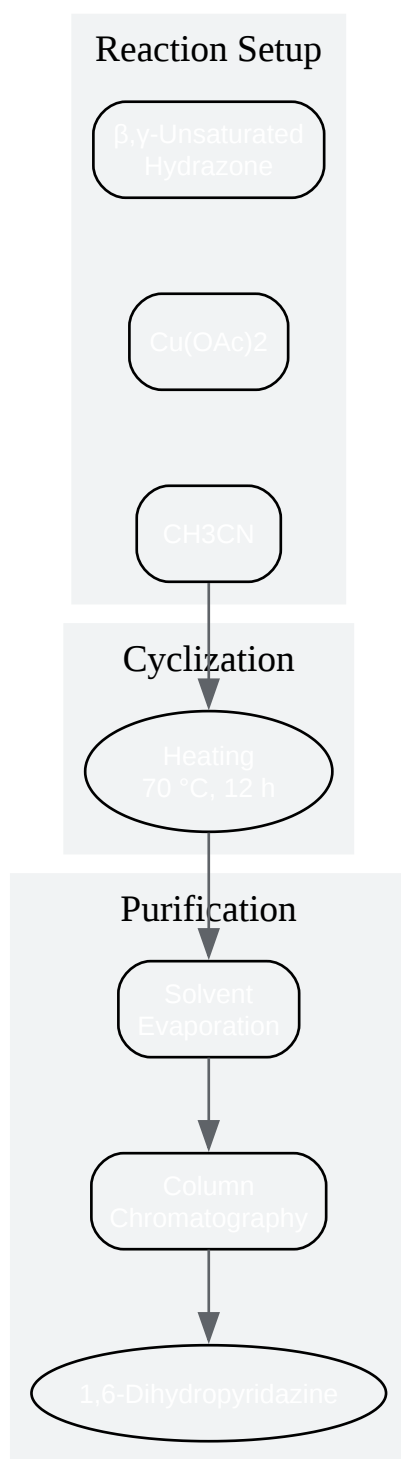 Reaction Setup
β,γ-Unsaturated
Hydrazone
Cu(OAc)2
CH3CN
Cyclization
Heating
70 °C, 12 h
Purification
Solvent
Evaporation
Column
Chromatography
1,6-Dihydropyridazine